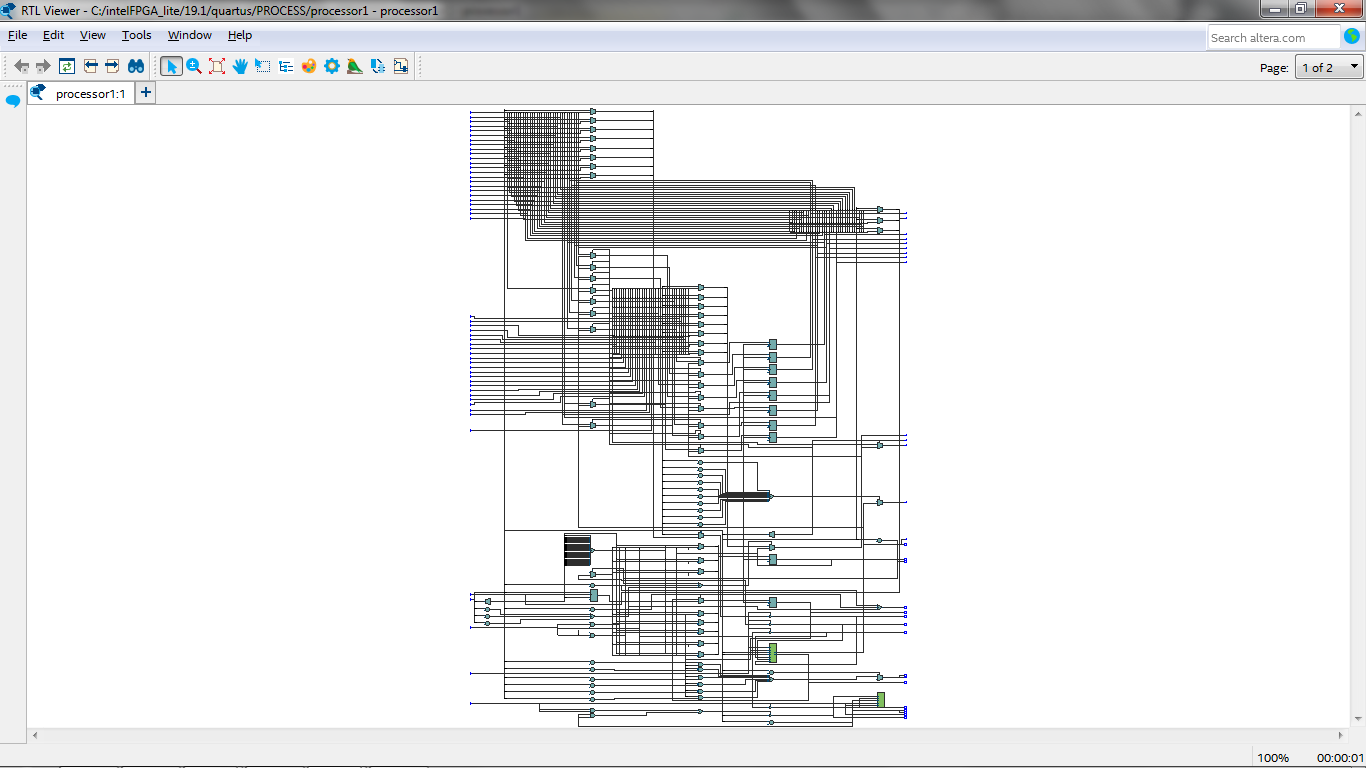 RTL Viewer - C:/intelFPGA_lite/19.1/quartus/PROCESS/processor1 - processor1
File Edit View Tools Window Help
Search altera.com
Page: 1 of 2
processor1:1
100% 00:00:01